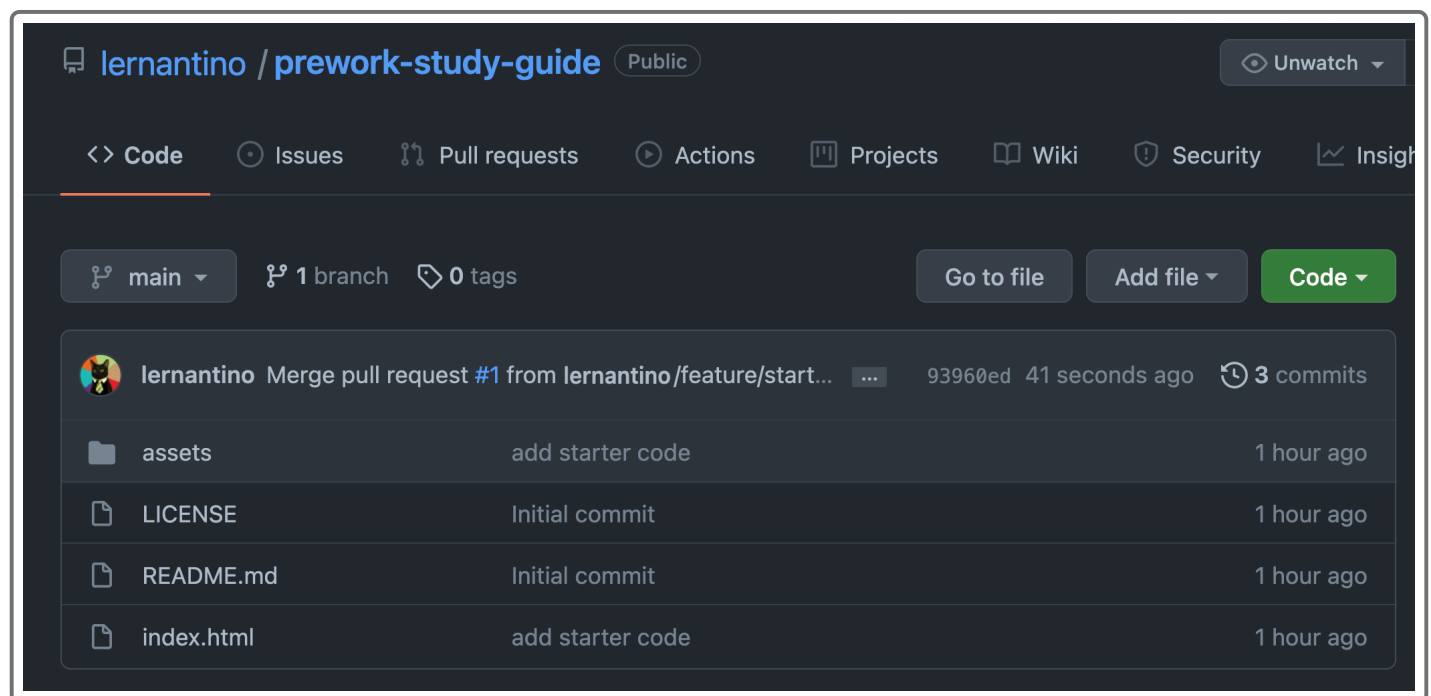 lernantino / prework-study-guide Public Unwatch
Code Issues Pull requests Actions Projects Wiki Security Insigh
main 1 branch 0 tags Go to file Add file Code
lernantino Merge pull request #1 from lernantino/feature/start... ... 93960ed 41 seconds ago 3 commits
assets add starter code 1 hour ago
LICENSE Initial commit 1 hour ago
README.md Initial commit 1 hour ago
index.html add starter code 1 hour ago